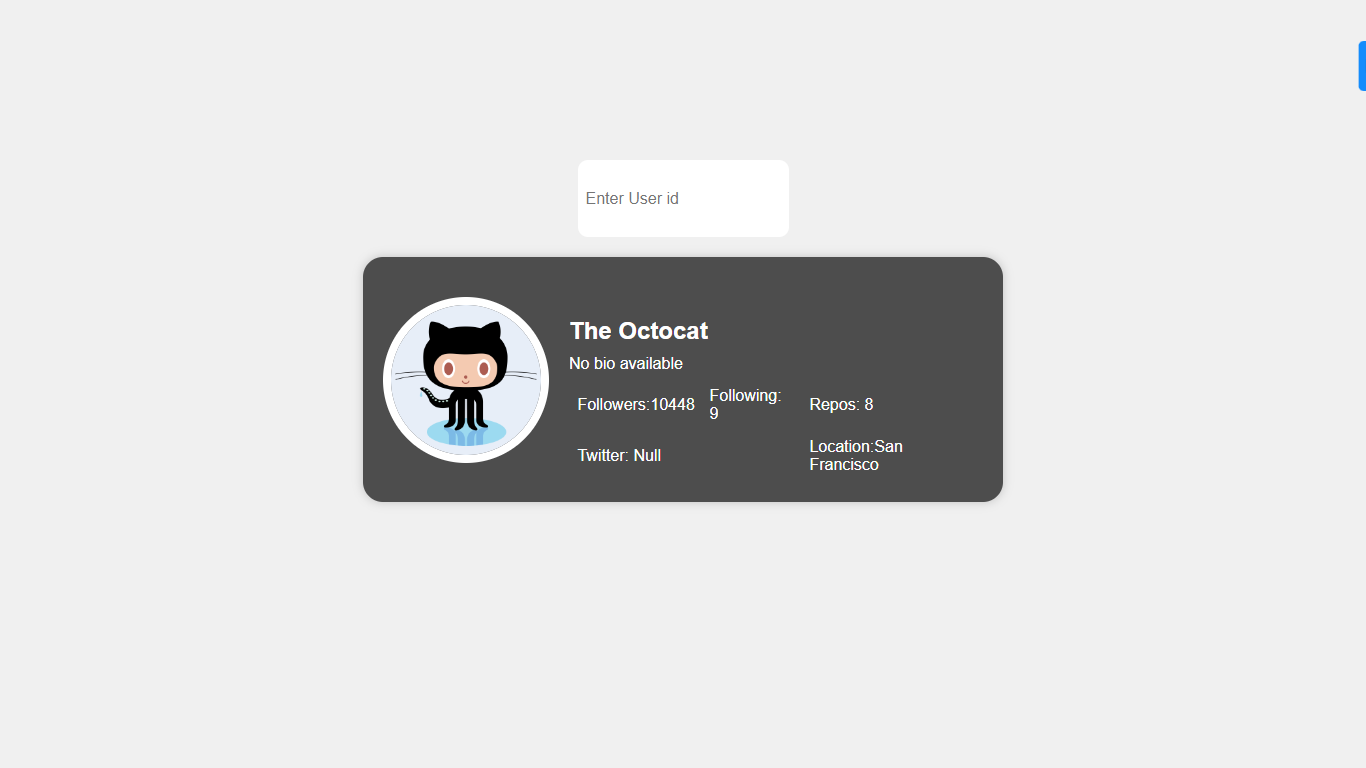 Enter User id
The Octocat
No bio available
Followers:10448 Following: 9 Repos: 8
Twitter: Null Location:San Francisco